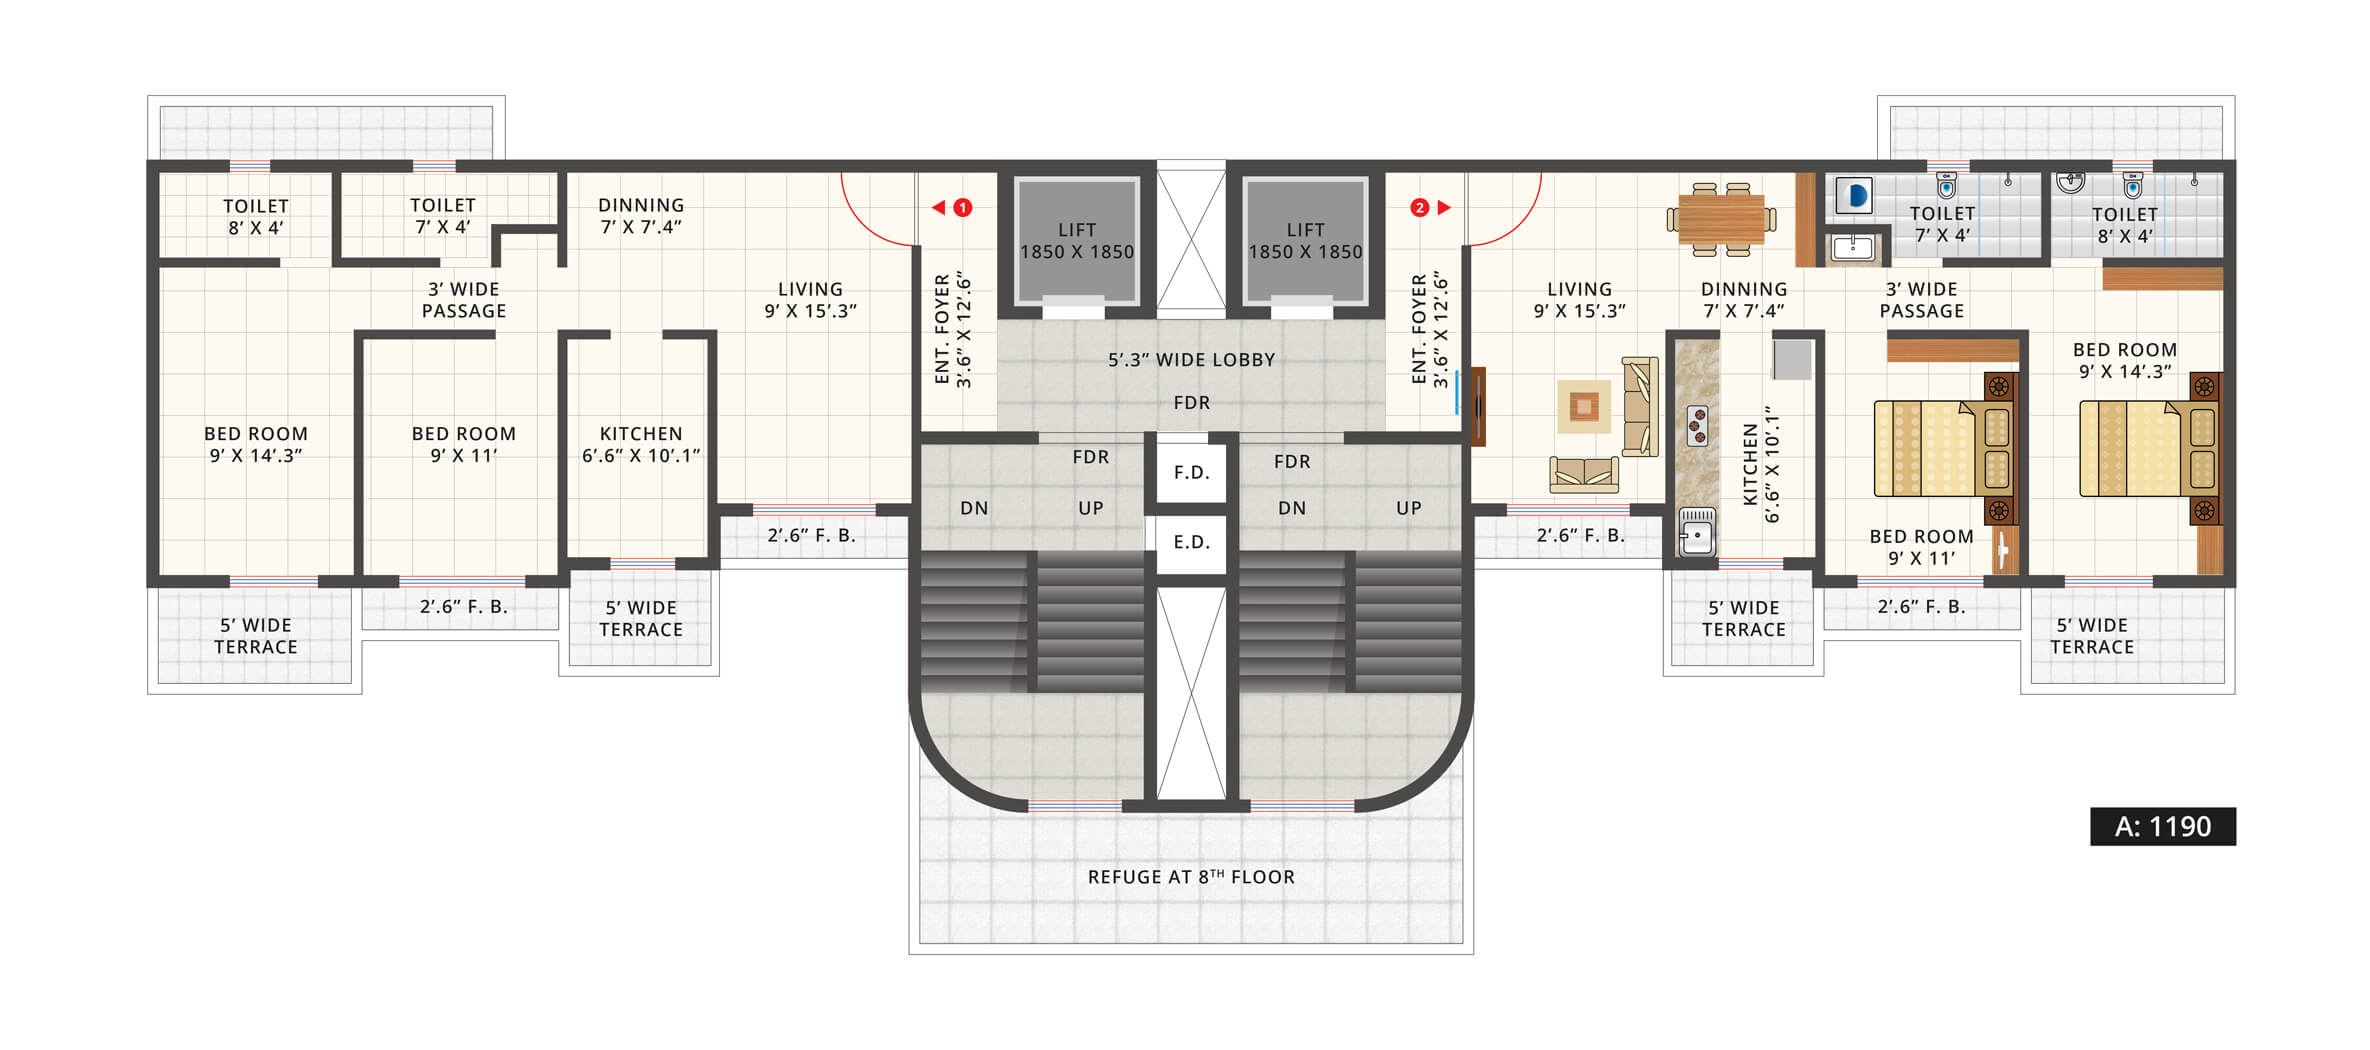 TOILET
8’ X 4’
TOILET
7’ X 4’
DINNING
7’ X 7’.4”
3’ WIDE
PASSAGE
LIVING
9’ X 15’.3”
BED ROOM
9’ X 14’.3”
BED ROOM
9’ X 11’
KITCHEN
6’.6” X 10’.1”
2’.6” F. B.
5’ WIDE
TERRACE
2’.6” F. B.
5’ WIDE
TERRACE
1
ENT. FOYER
3’.6” X 12’.6”
LIFT
1850 X 1850
LIFT
1850 X 1850
2
ENT. FOYER
3’.6” X 12’.6”
5’.3” WIDE LOBBY
FDR
FDR
F.D.
FDR
DN
UP
DN
UP
E.D.
REFUGE AT 8TH FLOOR
LIVING
9’ X 15’.3”
DINNING
7’ X 7’.4”
TOILET
7’ X 4’
TOILET
8’ X 4’
3’ WIDE
PASSAGE
BED ROOM
9’ X 14’.3”
KITCHEN
6’.6” X 10’.1”
BED ROOM
9’ X 11’
2’.6” F. B.
5’ WIDE
TERRACE
2’.6” F. B.
5’ WIDE
TERRACE
A: 1190